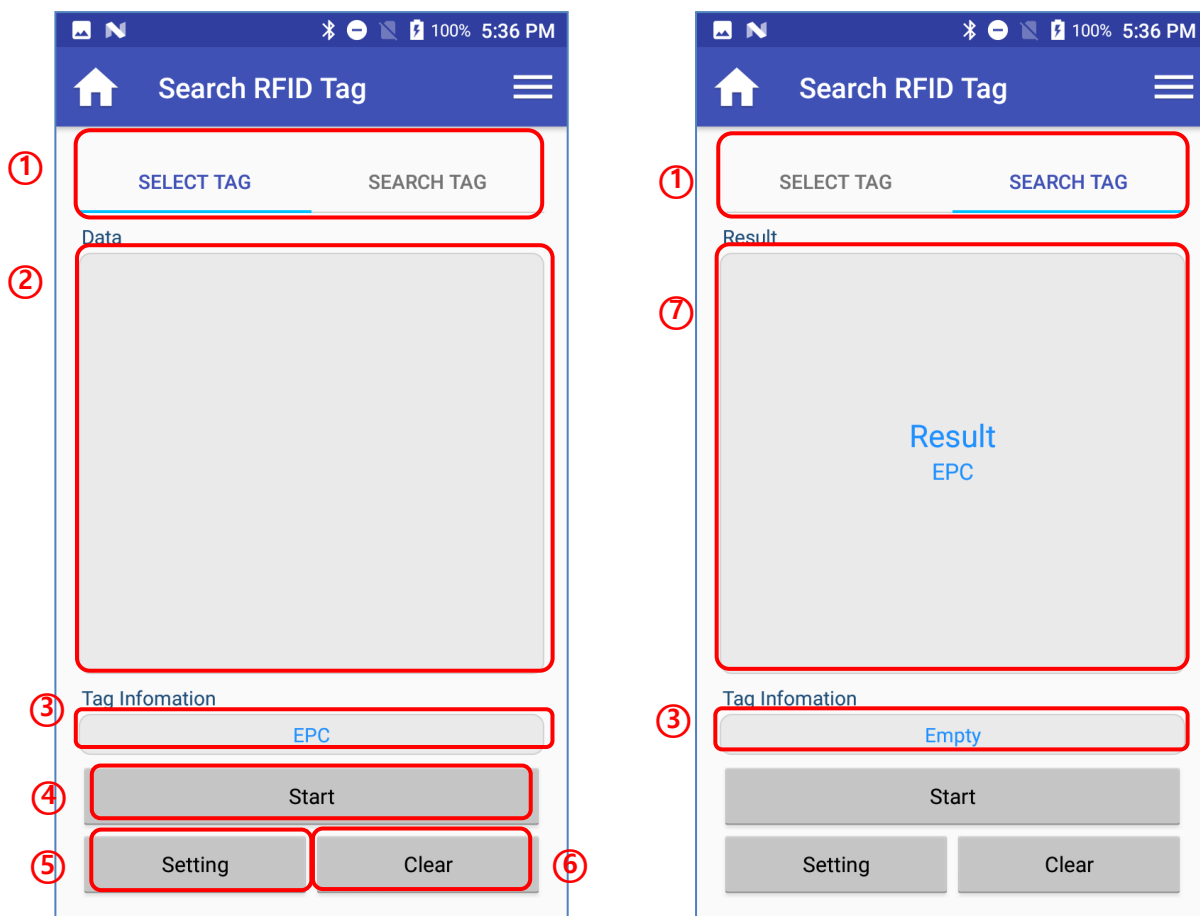 100% 5:36 PM
Search RFID Tag
① SELECT TAG SEARCH TAG
Data
②
③ Tag Infomation
EPC
④ Start
⑤ Setting Clear ⑥
100% 5:36 PM
Search RFID Tag
① SELECT TAG SEARCH TAG
Result
⑦
Result
EPC
Tag Infomation
③ Empty
Start
Setting Clear